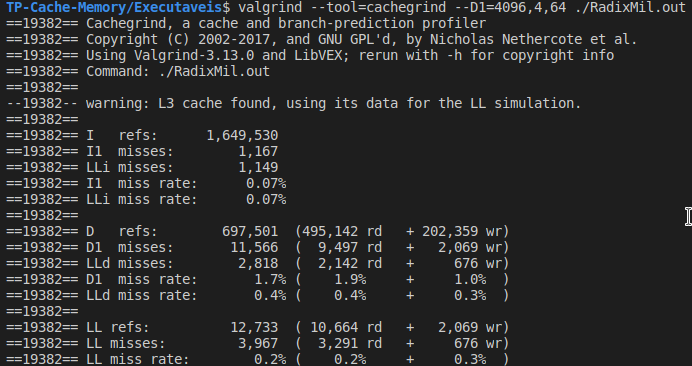 TP-Cache-Memory/Executaveis$ valgrind --tool=cachegrind --D1=4096,4,64 ./RadixMil.out
==19382== Cachegrind, a cache and branch-prediction profiler
==19382== Copyright (C) 2002-2017, and GNU GPL'd, by Nicholas Nethercote et al.
==19382== Using Valgrind-3.13.0 and LibVEX; rerun with -h for copyright info
==19382== Command: ./RadixMil.out
==19382==
--19382-- warning: L3 cache found, using its data for the LL simulation.
==19382==
==19382== I   refs:      1,649,530
==19382== I1  misses:        1,167
==19382== LLi misses:        1,149
==19382== I1  miss rate:      0.07%
==19382== LLi miss rate:      0.07%
==19382==
==19382== D   refs:        697,501  (495,142 rd   + 202,359 wr)
==19382== D1  misses:       11,566  (  9,497 rd   +   2,069 wr)
==19382== LLd misses:        2,818  (  2,142 rd   +     676 wr)
==19382== D1  miss rate:       1.7% (    1.9%     +     1.0%  )
==19382== LLd miss rate:       0.4% (    0.4%     +     0.3%  )
==19382==
==19382== LL refs:          12,733  ( 10,664 rd   +   2,069 wr)
==19382== LL misses:         3,967  (  3,291 rd   +     676 wr)
==19382== LL miss rate:        0.2% (    0.2%     +     0.3%  )